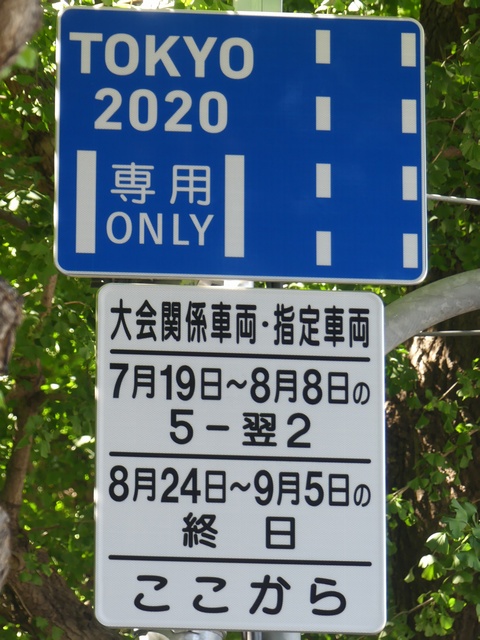 TOKYO
2020
専用
ONLY
大会関係車両・指定車両
7月19日～8月8日の
5－翌2
8月24日～9月5日の
終日
ここから